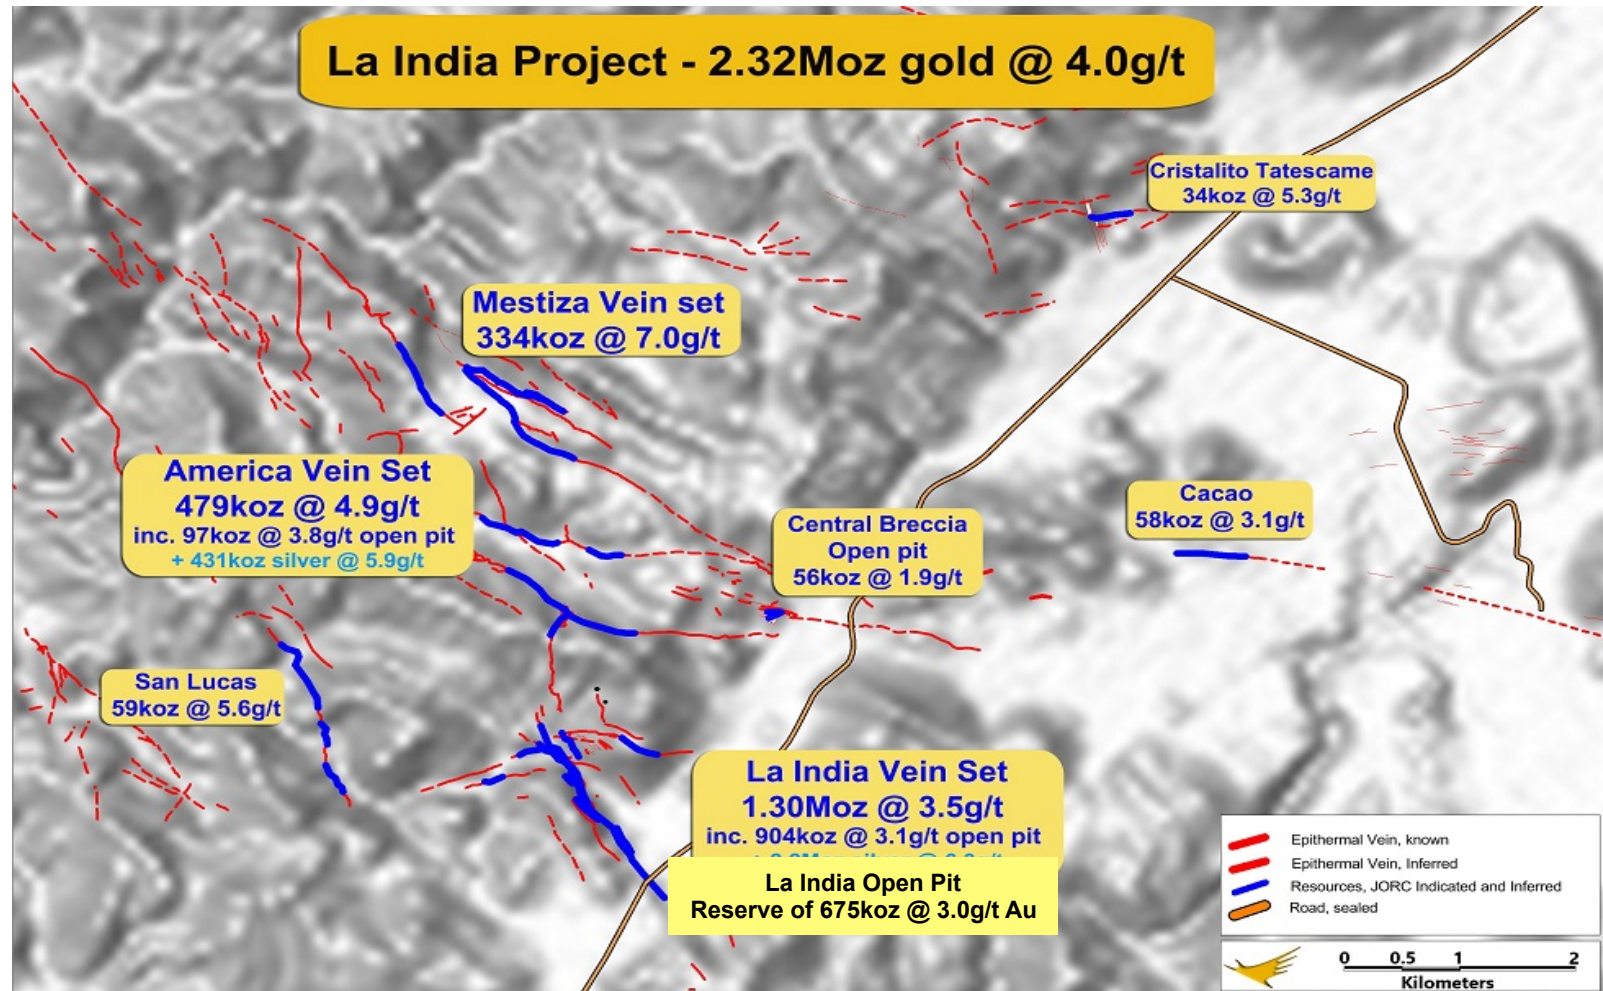 La India Project - 2.32Moz gold @ 4.0g/t
Cristalito Tatescame
34koz @ 5.3g/t
Mestiza Vein set
334koz @ 7.0g/t
America Vein Set
479koz @ 4.9g/t
inc. 97koz @ 3.8g/t open pit
+ 431koz silver @ 5.9g/t
Central Breccia
Open pit
56koz @ 1.9g/t
Cacao
58koz @ 3.1g/t
San Lucas
59koz @ 5.6g/t
La India Vein Set
1.30Moz @ 3.5g/t
inc. 904koz @ 3.1g/t open pit
La India Open Pit
Reserve of 675koz @ 3.0g/t Au
Epithermal Vein, known
Epithermal Vein, Inferred
Resources, JORC Indicated and Inferred
Road, sealed
0 0.5 1 2
Kilometers